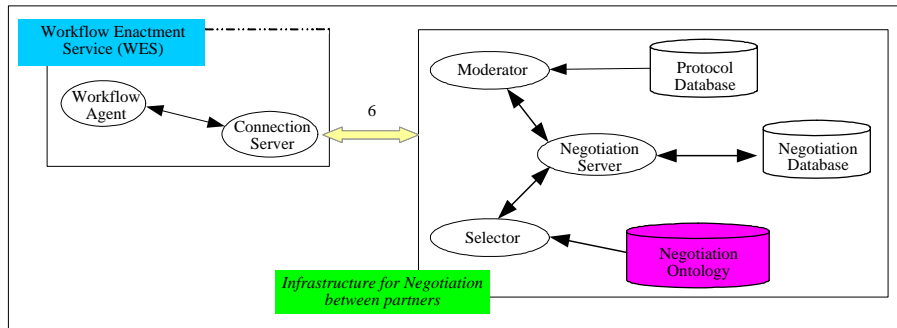 Workflow Enactment
Service (WES)
Workflow
Agent
Connection
Server
6
Moderator
Protocol
Database
Negotiation
Server
Negotiation
Database
Selector
Negotiation
Ontology
Infrastructure for Negotiation
between partners